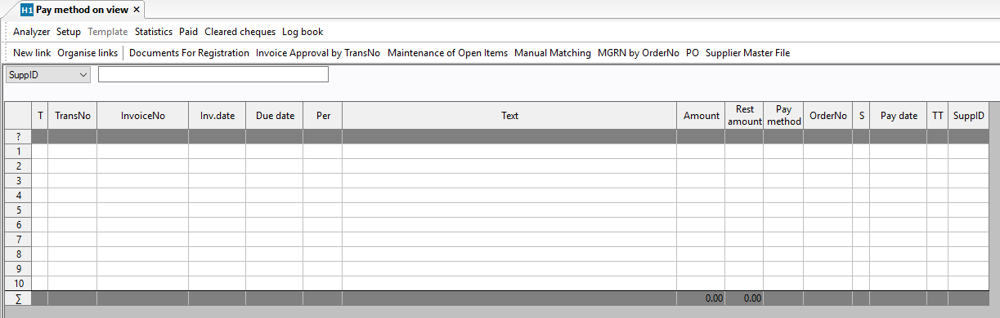 H1 Pay method on view ×
Analyzer Setup Template Statistics Paid Cleared cheques Log book
New link Organise links Documents For Registration Invoice Approval by TransNo Maintenance of Open Items Manual Matching MGRN by OrderNo PO Supplier Master File
SuppID
T TransNo InvoiceNo Inv.date Due date Per Text Amount Rest amount Pay method OrderNo S Pay date TT SuppID
?
1
2
3
4
5
6
7
8
9
10
∑ 0.00 0.00